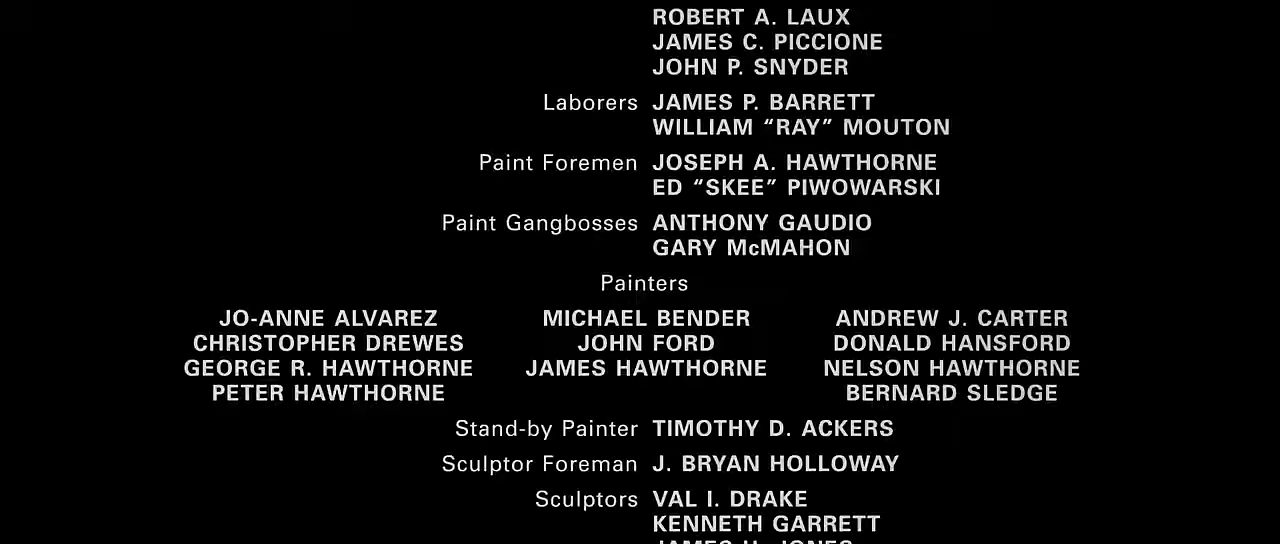 ROBERT A. LAUX
JAMES C. PICCIONE
JOHN P. SNYDER
Laborers JAMES P. BARRETT
WILLIAM “RAY” MOUTON
Paint Foremen JOSEPH A. HAWTHORNE
ED “SKEE” PIWOWARSKI
Paint Gangbosses ANTHONY GAUDIO
GARY McMAHON
Painters
JO-ANNE ALVAREZ MICHAEL BENDER ANDREW J. CARTER
CHRISTOPHER DREWES JOHN FORD DONALD HANSFORD
GEORGE R. HAWTHORNE JAMES HAWTHORNE NELSON HAWTHORNE
PETER HAWTHORNE BERNARD SLEDGE
Stand-by Painter TIMOTHY D. ACKERS
Sculptor Foreman J. BRYAN HOLLOWAY
Sculptors VAL I. DRAKE
KENNETH GARRETT
JAMES JONES